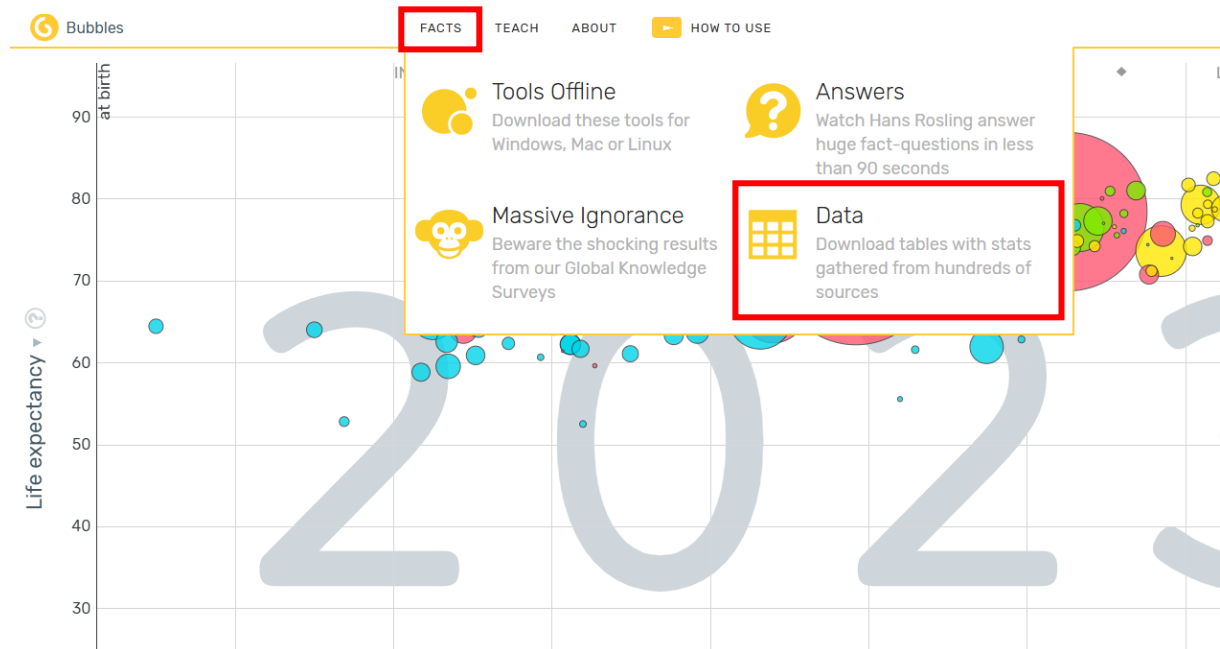 Bubbles
FACTS
TEACH
ABOUT
HOW TO USE
Tools Offline
Download these tools for
Windows, Mac or Linux
Answers
Watch Hans Rosling answer
huge fact-questions in less
than 90 seconds
Massive Ignorance
Beware the shocking results
from our Global Knowledge
Surveys
Data
Download tables with stats
gathered from hundreds of
sources
at birth
IN
L
90
80
70
60
50
40
30
Life expectancy
?
202